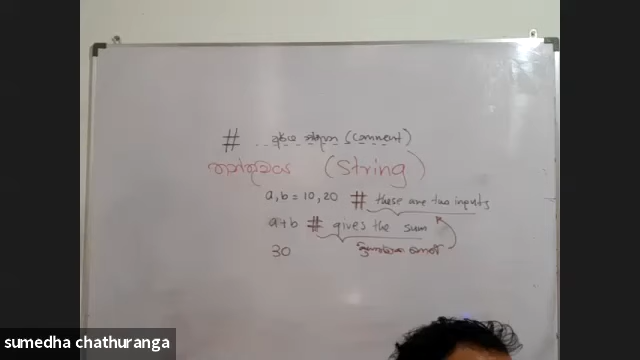 # ... (Comment)
(String)
a, b = 10, 20 # these are two inputs
a+b # gives the sum
30
sumedha chathuranga